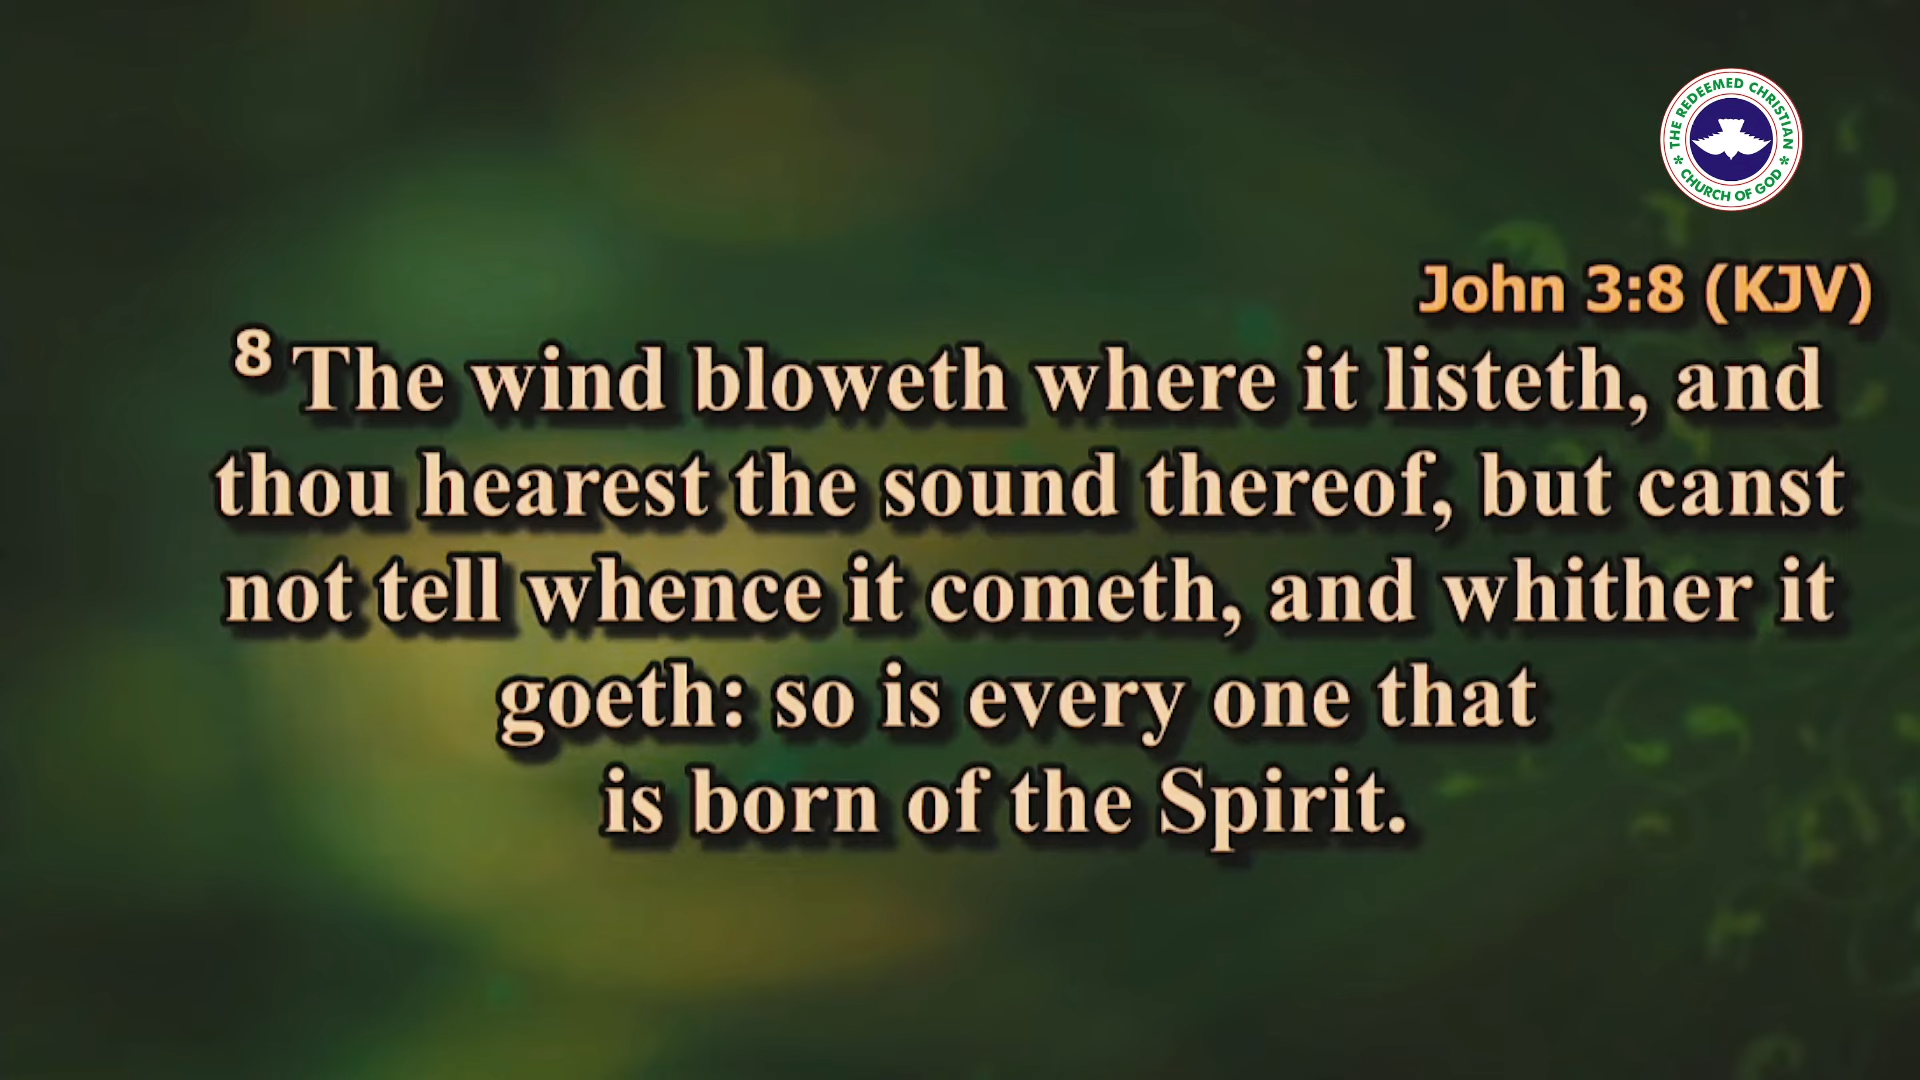 THE REDEEMED CHRISTIAN
CHURCH OF GOD
John 3:8 (KJV)
8 The wind bloweth where it listeth, and
thou hearest the sound thereof, but canst
not tell whence it cometh, and whither it
goeth: so is every one that
is born of the Spirit.